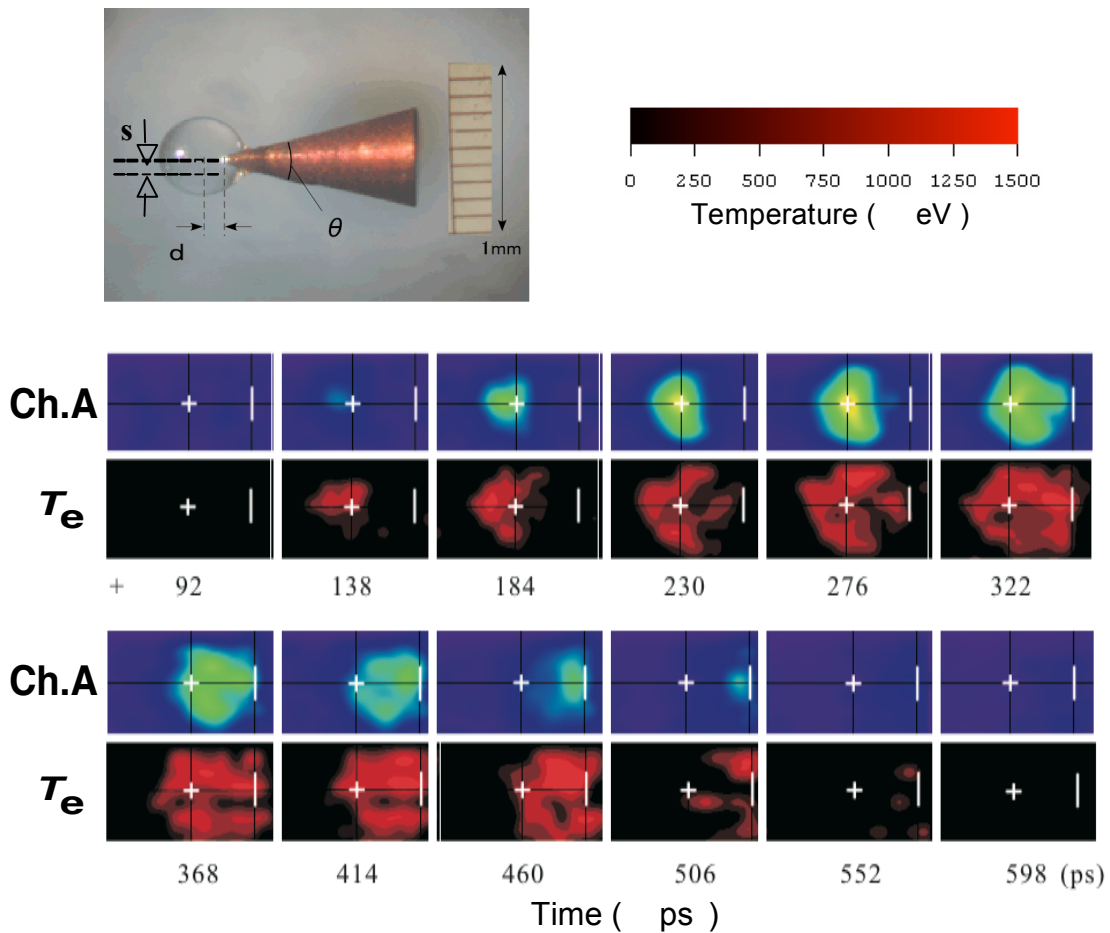 s
d
θ
1mm
0 250 500 750 1000 1250 1500
Temperature ( eV )
Ch.A
Te
+ 92 138 184 230 276 322
Ch.A
Te
368 414 460 506 552 598 (ps)
Time ( ps )